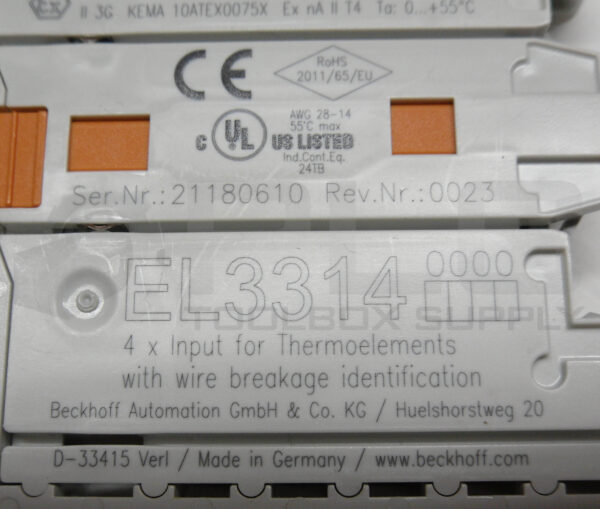 II 3G KEMA 10ATEX0075X Ex nA II T4 Ta: 0...+55°C
CE
RoHS
2011/65/EU
AWG 28-14
55°C max
C UL US LISTED
Ind.Cont.Eq.
24TB
Ser.Nr.:21180610 Rev.Nr.:0023
EL3314 0000
TOOLBOX SUPPLY
4 x Input for Thermoelements
with wire breakage identification
Beckhoff Automation GmbH & Co. KG / Huelshorstweg 20
D-33415 Verl / Made in Germany / www.beckhoff.com